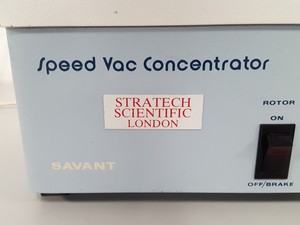 Speed Vac Concentrator
STRATECH
SCIENTIFIC
LONDON
ROTOR
ON
OFF/BRAKE
SAVANT